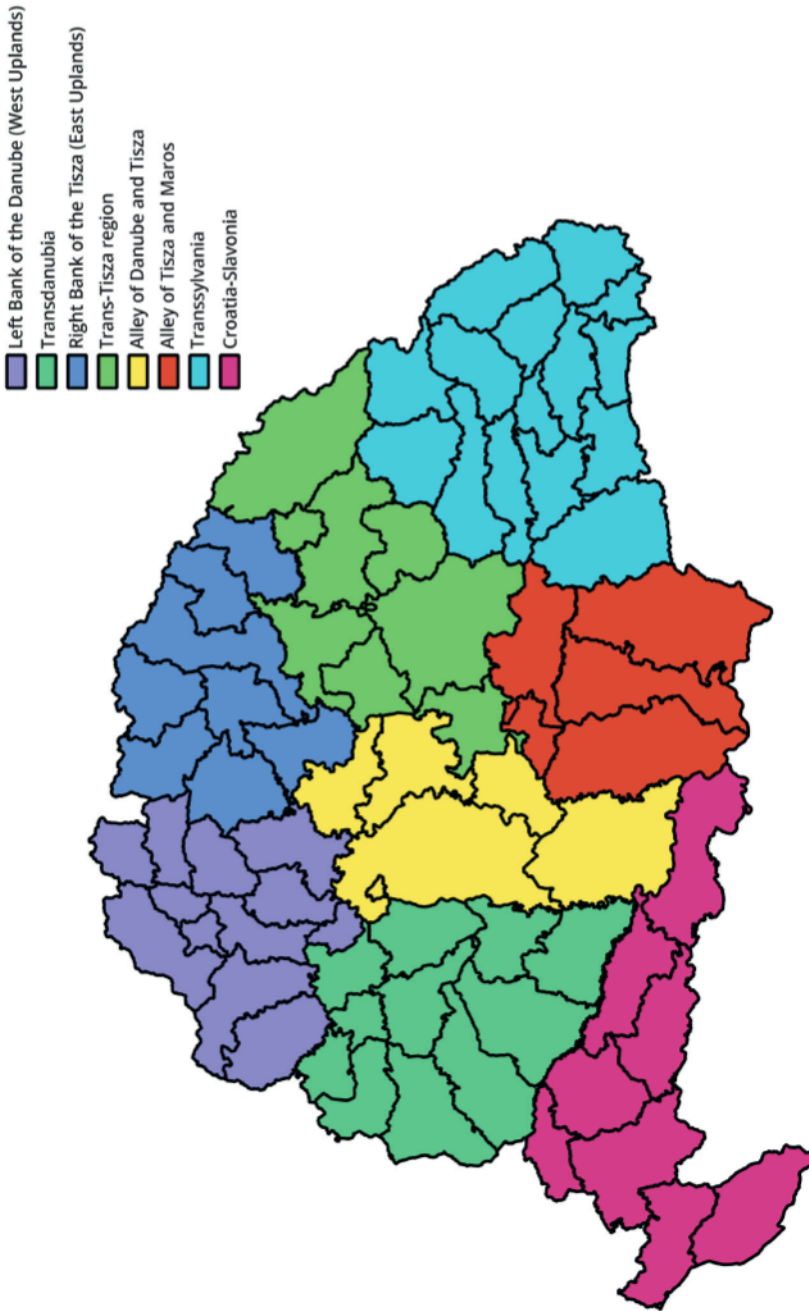 Left Bank of the Danube (West Uplands)
Transdanubia
Right Bank of the Tisza (East Uplands)
Trans-Tisza region
Alley of Danube and Tisza
Alley of Tisza and Maros
Transsylvania
Croatia-Slavonia